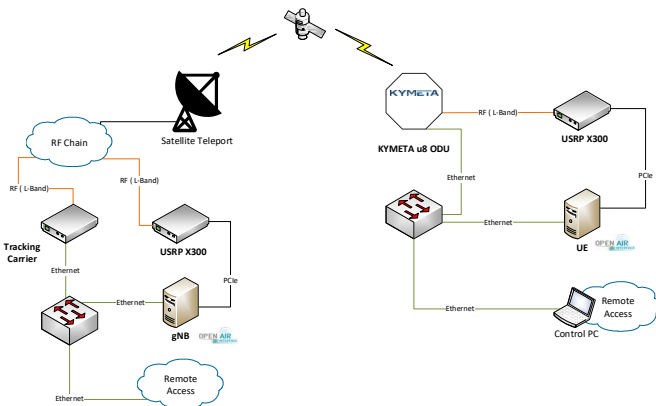 KYMETA
RF ( L-Band)
USRP X300
Satellite Teleport
RF Chain
KYMETA u8 ODU
Ethernet
PCIe
RF ( L-Band)
RF ( L-Band)
Ethernet
UE
OPEN AIR
Tracking
Carrier
USRP X300
Ethernet
PCIe
Ethernet
Ethernet
Remote
Access
Control PC
gNB
OPEN AIR
Remote
Access
Ethernet